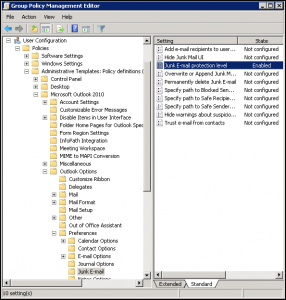 Group Policy Management Editor
File Action View Help
User Configuration
Policies
Software Settings
Windows Settings
Administrative Templates: Policy definitions (
Control Panel
Desktop
Microsoft Outlook 2010
Account Settings
Customizable Error Messages
Disable Items in User Interface
Folder Home Pages for Outlook Spec
Form Region Settings
InfoPath Integration
Meeting Workspace
MIME to MAPI Conversion
Miscellaneous
Outlook Options
Customize Ribbon
Delegates
Mail
Mail Format
Mail Setup
Other
Out of Office Assistant
Preferences
Calendar Options
Contact Options
E-mail Options
Journal Options
Junk E-mail
Notes Options
Setting State
Add e-mail recipients to user... Not configured
Hide Junk Mail UI Not configured
Junk E-mail protection level Enabled
Overwrite or Append Junk M... Not configured
Permanently delete Junk E-mail Not configured
Specify path to Blocked Sen... Not configured
Specify path to Safe Recipie... Not configured
Specify path to Safe Sender... Not configured
Hide warnings about suspicio... Not configured
Trust e-mail from contacts Not configured
Extended Standard
10 setting(s)